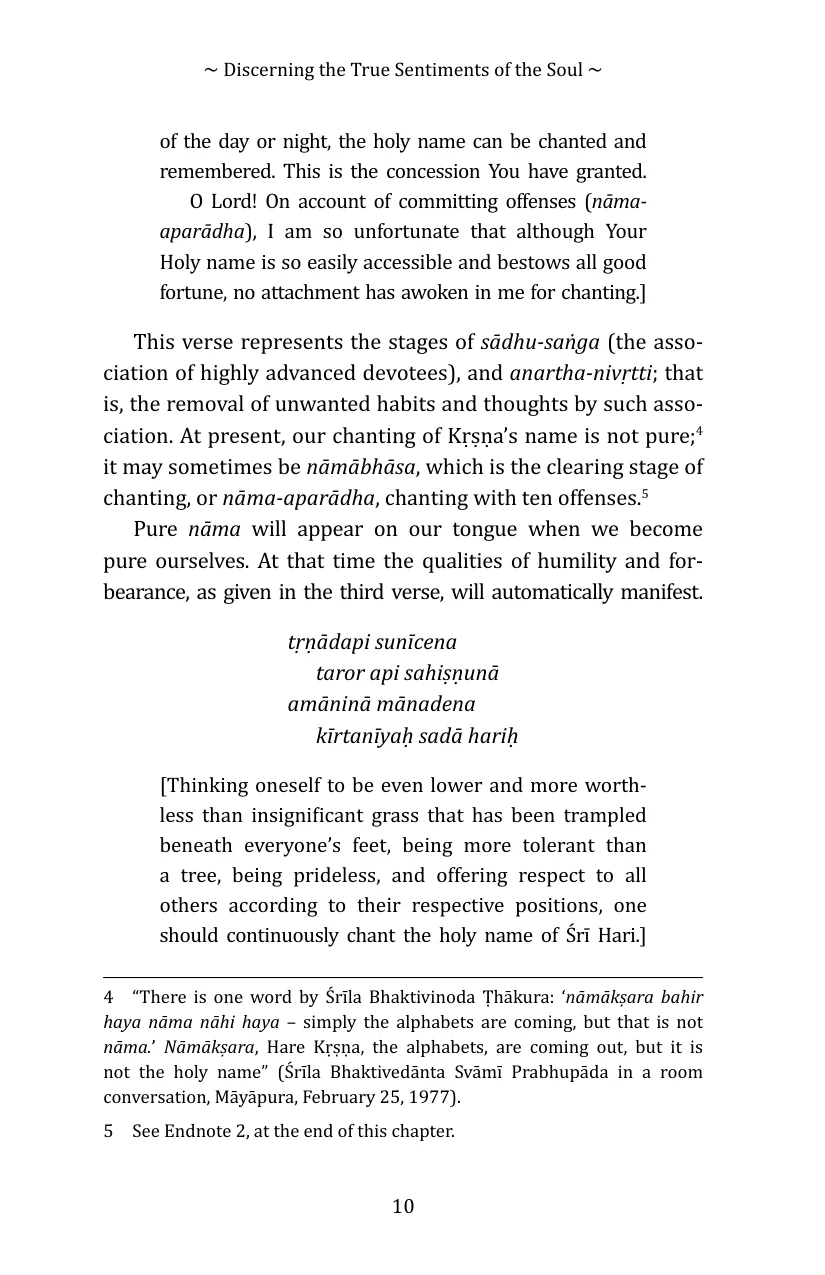 ~ Discerning the True Sentiments of the Soul ~
of the day or night, the holy name can be chanted and
remembered. This is the concession You have granted.
O Lord! On account of committing offenses (nāma-
aparādha), I am so unfortunate that although Your
Holy name is so easily accessible and bestows all good
fortune, no attachment has awoken in me for chanting.]
This verse represents the stages of sādhu-saṅga (the asso-
ciation of highly advanced devotees), and anartha-nivṛtti; that
is, the removal of unwanted habits and thoughts by such asso-
ciation. At present, our chanting of Kṛṣṇa’s name is not pure;⁴
it may sometimes be nāmābhāsa, which is the clearing stage of
chanting, or nāma-aparādha, chanting with ten offenses.⁵
Pure nāma will appear on our tongue when we become
pure ourselves. At that time the qualities of humility and for-
bearance, as given in the third verse, will automatically manifest.
tṛṇādapi sunīcena
taror api sahiṣṇunā
amāninā mānadena
kīrtanīyaḥ sadā hariḥ
[Thinking oneself to be even lower and more worth-
less than insignificant grass that has been trampled
beneath everyone’s feet, being more tolerant than
a tree, being prideless, and offering respect to all
others according to their respective positions, one
should continuously chant the holy name of Śrī Hari.]
4 “There is one word by Śrīla Bhaktivinoda Ṭhākura: ‘nāmākṣara bahir
haya nāma nāhi haya – simply the alphabets are coming, but that is not
nāma.’ Nāmākṣara, Hare Kṛṣṇa, the alphabets, are coming out, but it is
not the holy name” (Śrīla Bhaktivedānta Svāmī Prabhupāda in a room
conversation, Māyāpura, February 25, 1977).
5 See Endnote 2, at the end of this chapter.
10